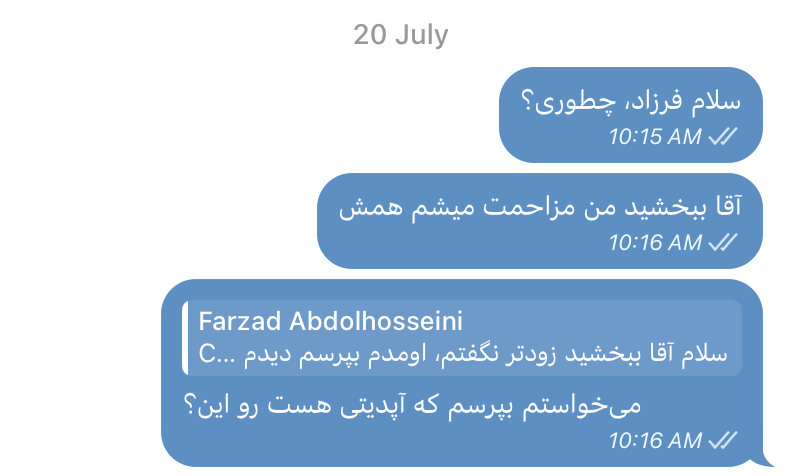 20 July
سلام فرزاد، چطوری؟
10:15 AM
آقا ببخشید من مزاحمت میشم همش
10:16 AM
Farzad Abdolhosseini
سلام آقا ببخشید زودتر نگفتم، اومدم بپرسم دیدم C...
می‌خواستم بپرسم که آپدیتی هست رو این؟
10:16 AM